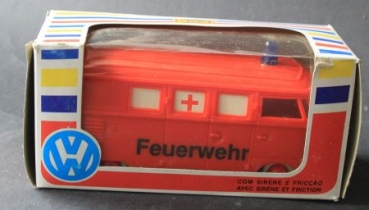 VW
Feuerwehr
COM SIRENE E FRICÇÃO
AVEC SIRENE ET FRICTION